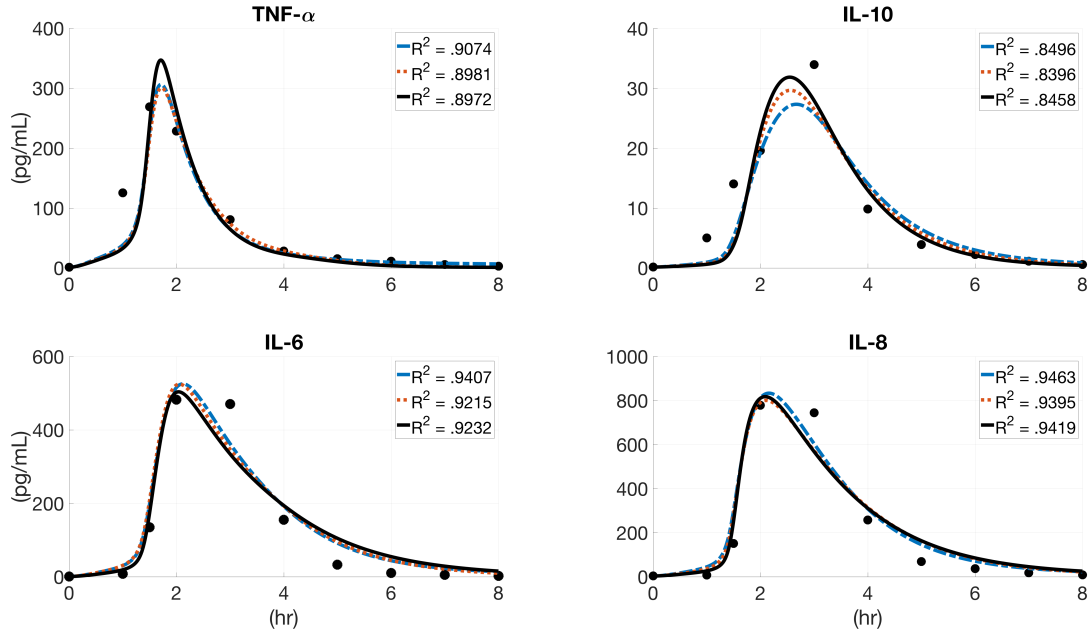 TNF-α
400
300
200
100
0
(pg/mL)
0 2 4 6 8
R² = .9074
R² = .8981
R² = .8972
IL-10
40
30
20
10
0
0 2 4 6 8
R² = .8496
R² = .8396
R² = .8458
IL-6
600
400
200
0
(pg/mL)
0 2 4 6 8
(hr)
R² = .9407
R² = .9215
R² = .9232
IL-8
1000
800
600
400
200
0
0 2 4 6 8
(hr)
R² = .9463
R² = .9395
R² = .9419